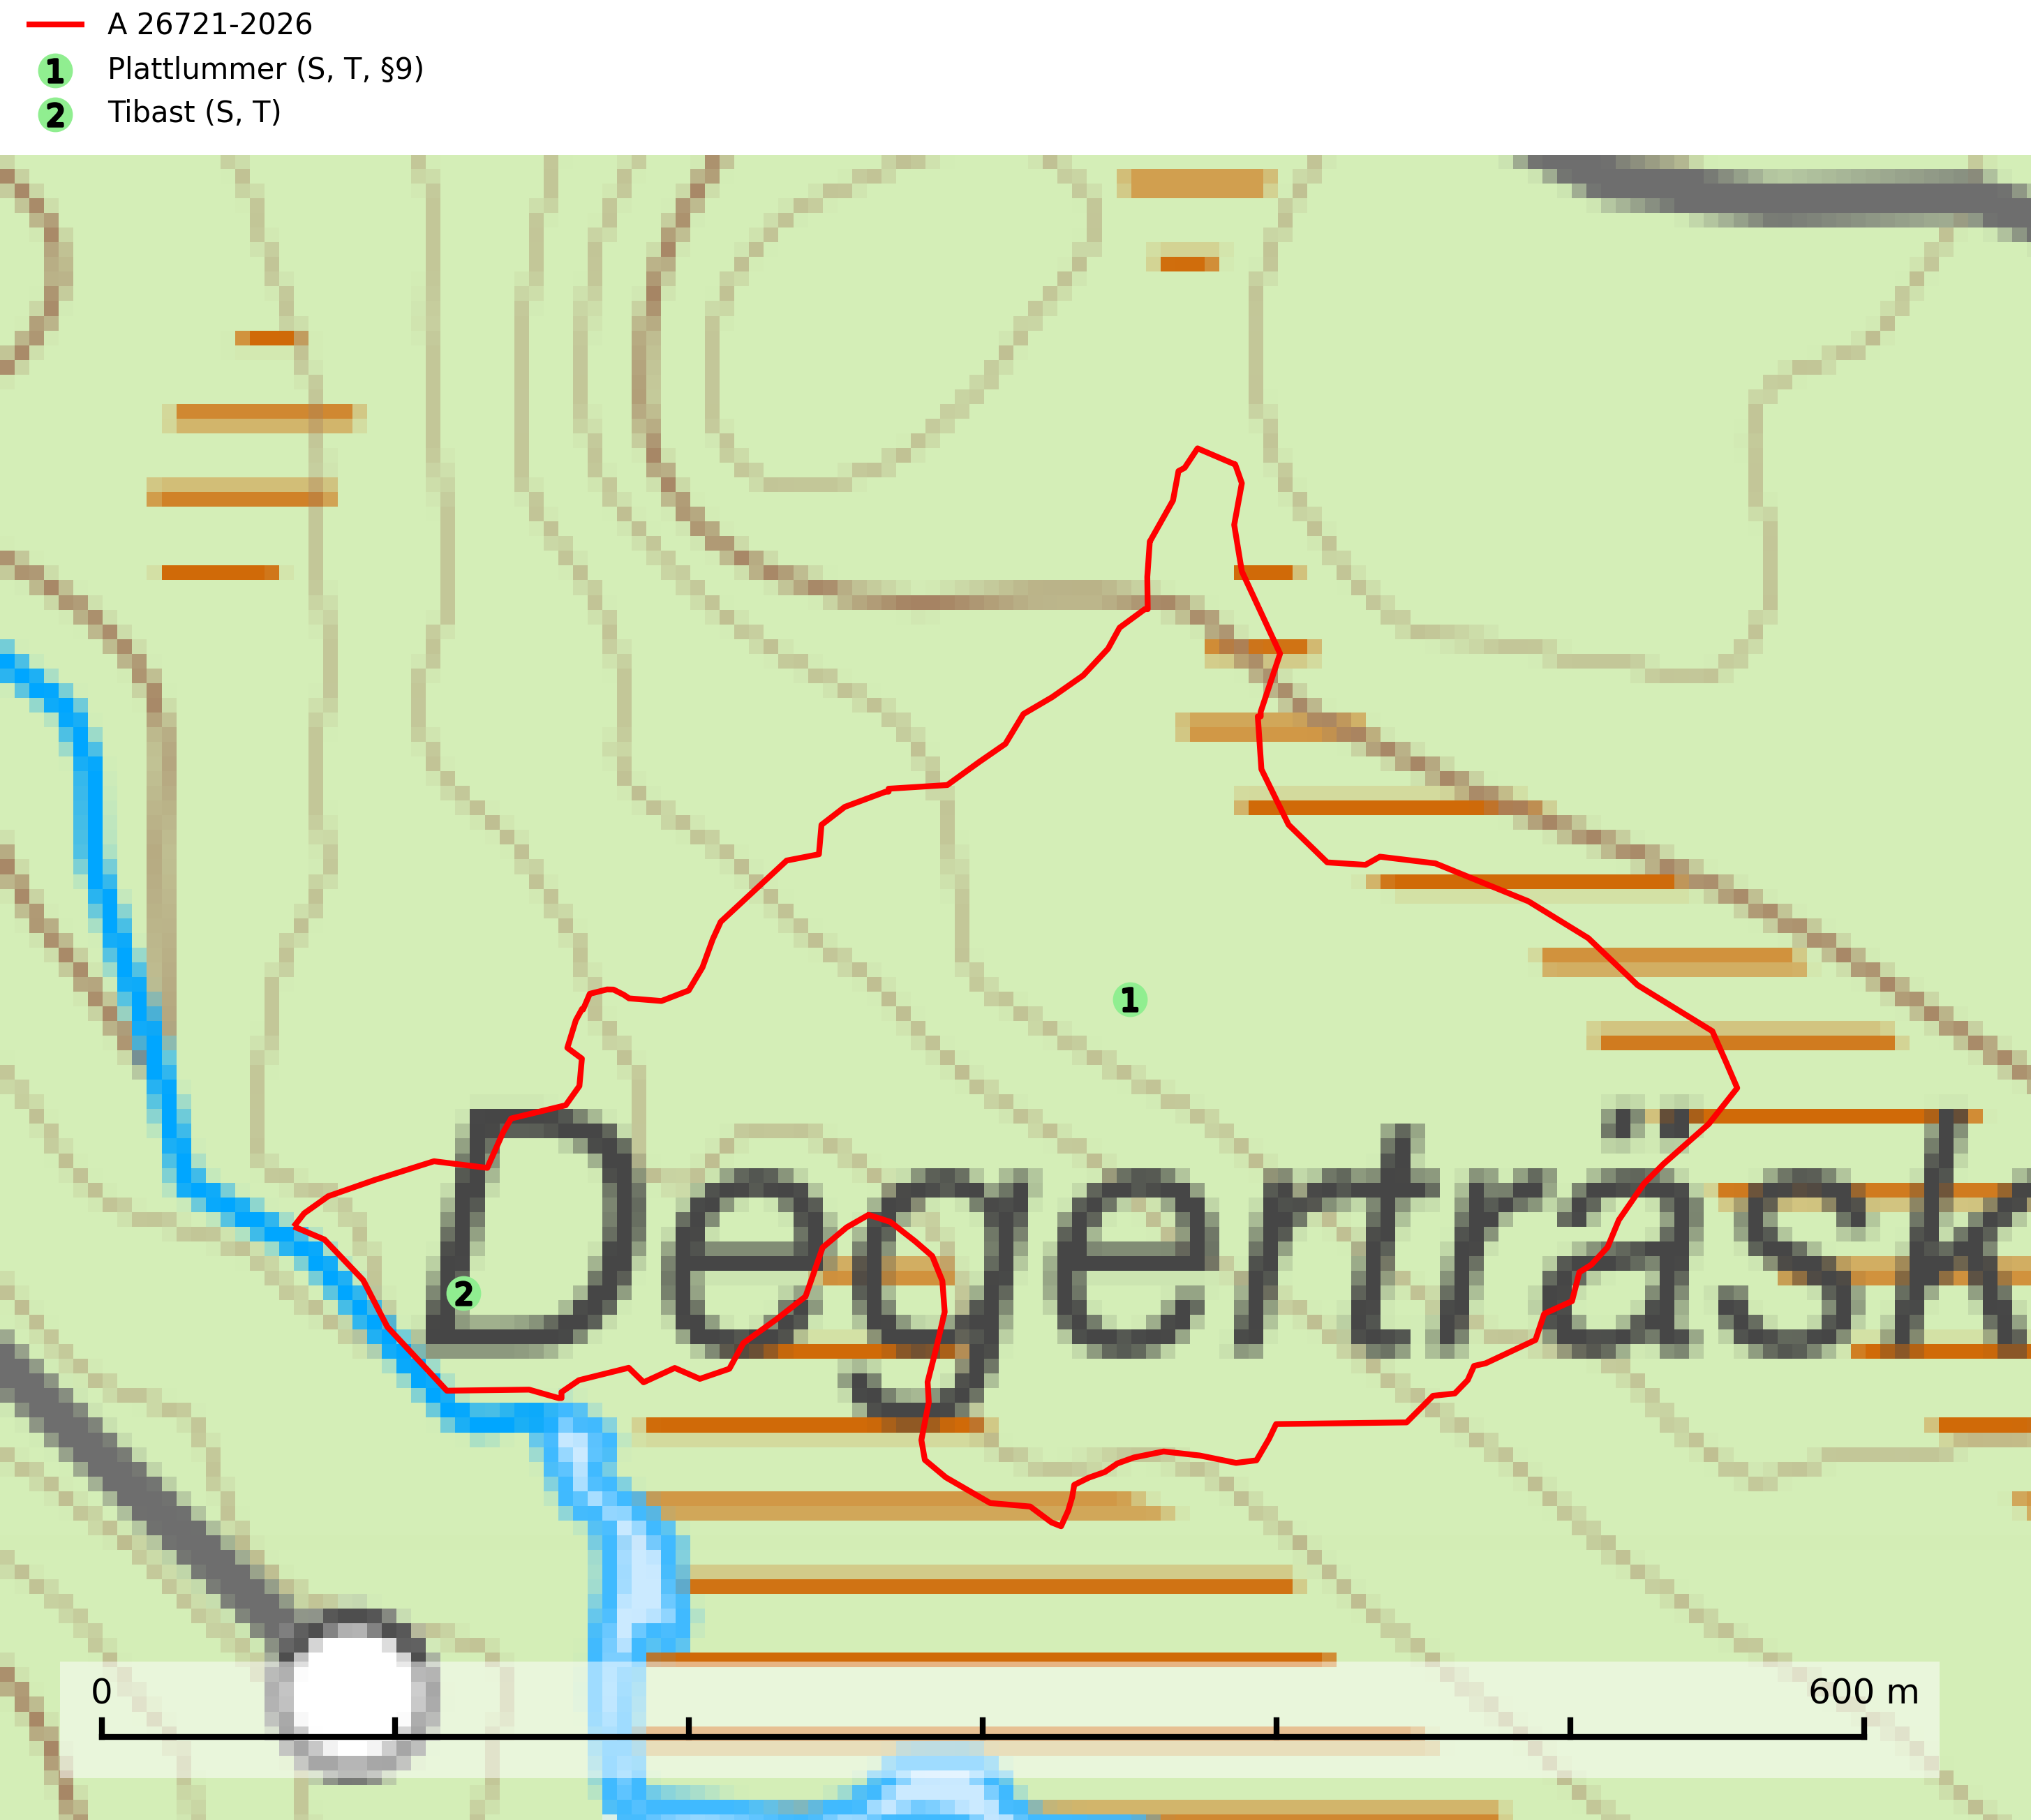 A 26721-2026
1 Plattlummer (S, T, §9)
2 Tibast (S, T)
1
Degerträsk
2
0 600 m